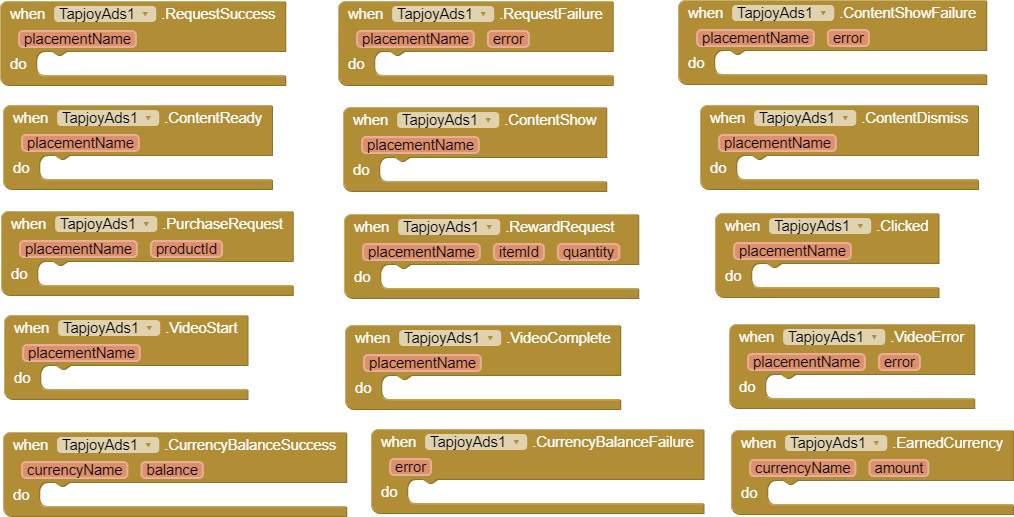 when TapjoyAds1 .RequestSuccess
placementName
do
when TapjoyAds1 .RequestFailure
placementName error
do
when TapjoyAds1 .ContentShowFailure
placementName error
do
when TapjoyAds1 .ContentReady
placementName
do
when TapjoyAds1 .ContentShow
placementName
do
when TapjoyAds1 .ContentDismiss
placementName
do
when TapjoyAds1 .PurchaseRequest
placementName productId
do
when TapjoyAds1 .RewardRequest
placementName itemId quantity
do
when TapjoyAds1 .Clicked
placementName
do
when TapjoyAds1 .VideoStart
placementName
do
when TapjoyAds1 .VideoComplete
placementName
do
when TapjoyAds1 .VideoError
placementName error
do
when TapjoyAds1 .CurrencyBalanceSuccess
currencyName balance
do
when TapjoyAds1 .CurrencyBalanceFailure
error
do
when TapjoyAds1 .EarnedCurrency
currencyName amount
do